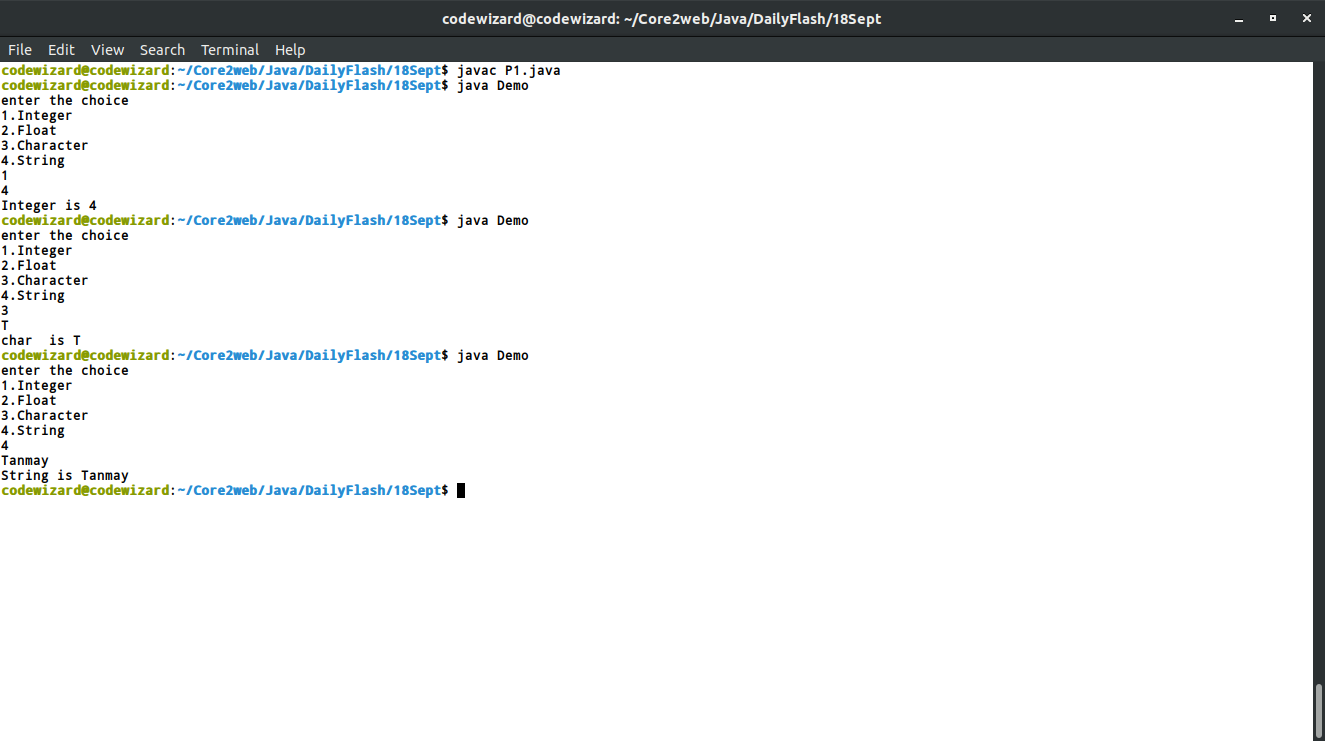 codewizard@codewizard: ~/Core2web/Java/DailyFlash/18Sept
File Edit View Search Terminal Help
codewizard@codewizard:~/Core2web/Java/DailyFlash/18Sept$ javac P1.java
codewizard@codewizard:~/Core2web/Java/DailyFlash/18Sept$ java Demo
enter the choice
1.Integer
2.Float
3.Character
4.String
1
4
Integer is 4
codewizard@codewizard:~/Core2web/Java/DailyFlash/18Sept$ java Demo
enter the choice
1.Integer
2.Float
3.Character
4.String
3
T
char  is T
codewizard@codewizard:~/Core2web/Java/DailyFlash/18Sept$ java Demo
enter the choice
1.Integer
2.Float
3.Character
4.String
4
Tanmay
String is Tanmay
codewizard@codewizard:~/Core2web/Java/DailyFlash/18Sept$